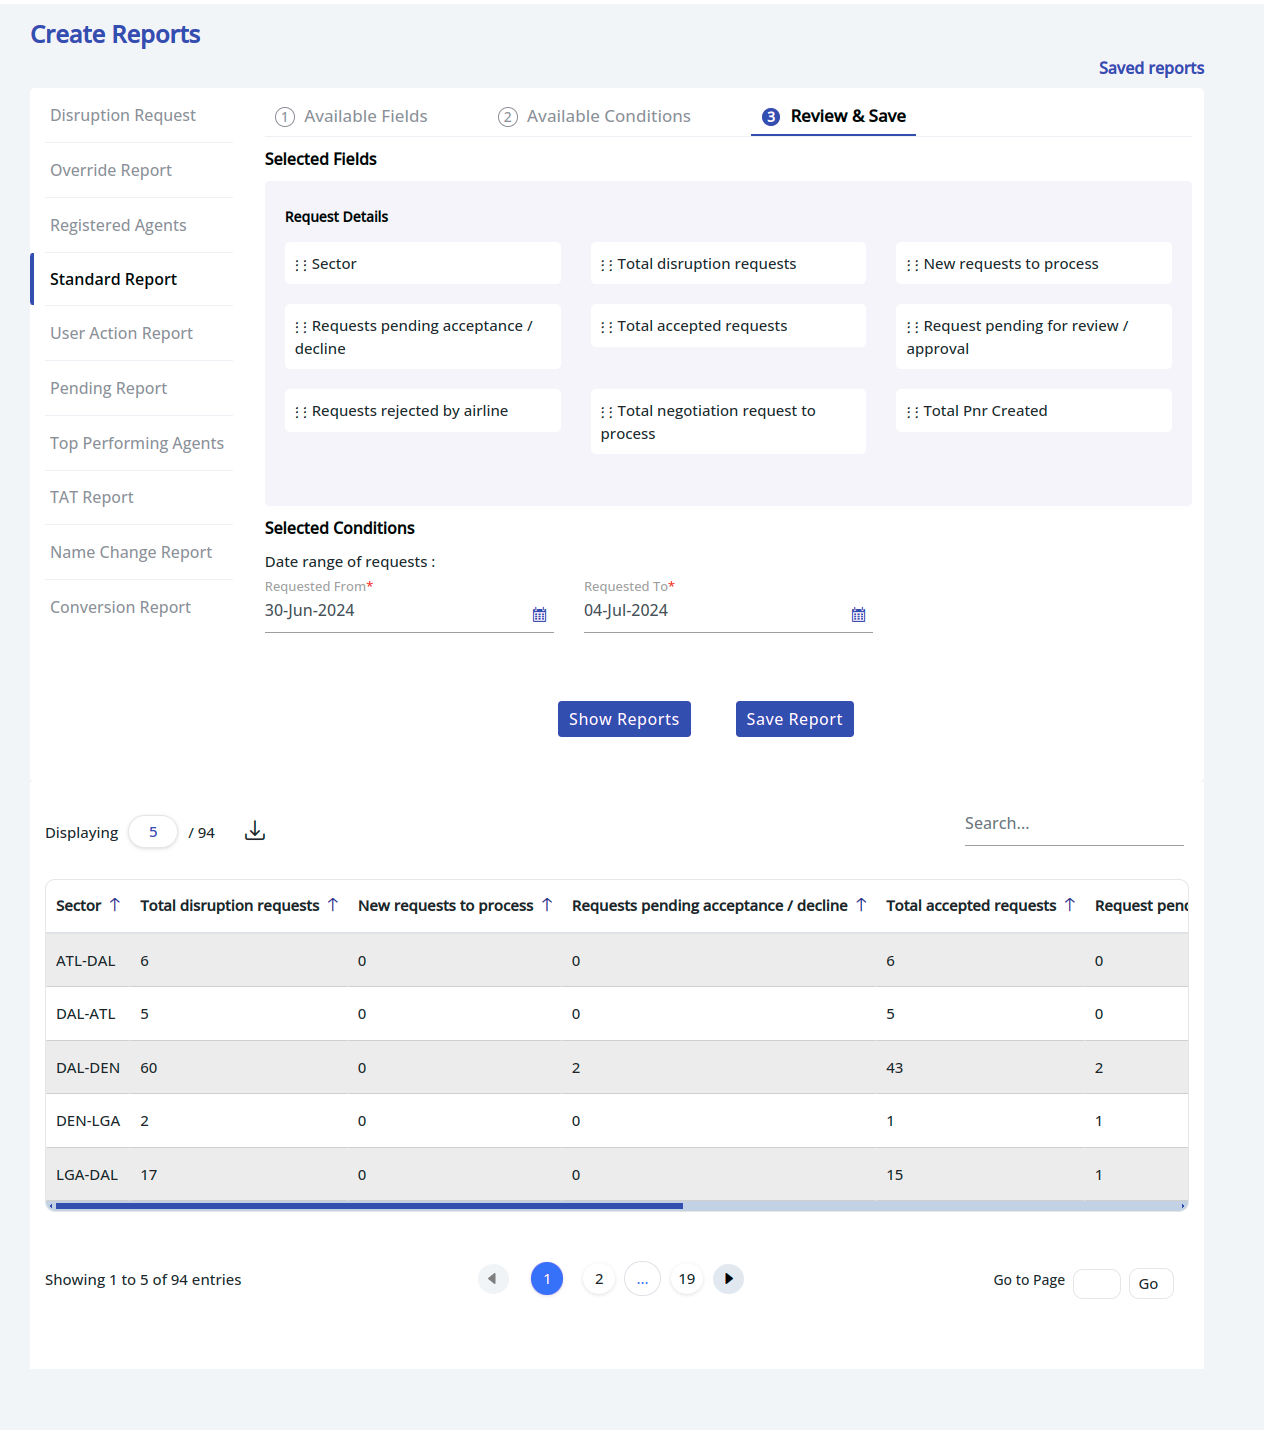 Create Reports
Saved reports
Disruption Request
Override Report
Registered Agents
Standard Report
User Action Report
Pending Report
Top Performing Agents
TAT Report
Name Change Report
Conversion Report
1 Available Fields
2 Available Conditions
3 Review & Save
Selected Fields
Request Details
Sector
Total disruption requests
New requests to process
Requests pending acceptance /
decline
Total accepted requests
Request pending for review /
approval
Requests rejected by airline
Total negotiation request to
process
Total Pnr Created
Selected Conditions
Date range of requests :
Requested From*
30-Jun-2024
Requested To*
04-Jul-2024
Show Reports
Save Report
Displaying 5 / 94
Search...
Sector Total disruption requests New requests to process Requests pending acceptance / decline Total accepted requests Request pend
ATL-DAL 6 0 0 6 0
DAL-ATL 5 0 0 5 0
DAL-DEN 60 0 2 43 2
DEN-LGA 2 0 0 1 1
LGA-DAL 17 0 0 15 1
Showing 1 to 5 of 94 entries
1 2 ... 19
Go to Page Go